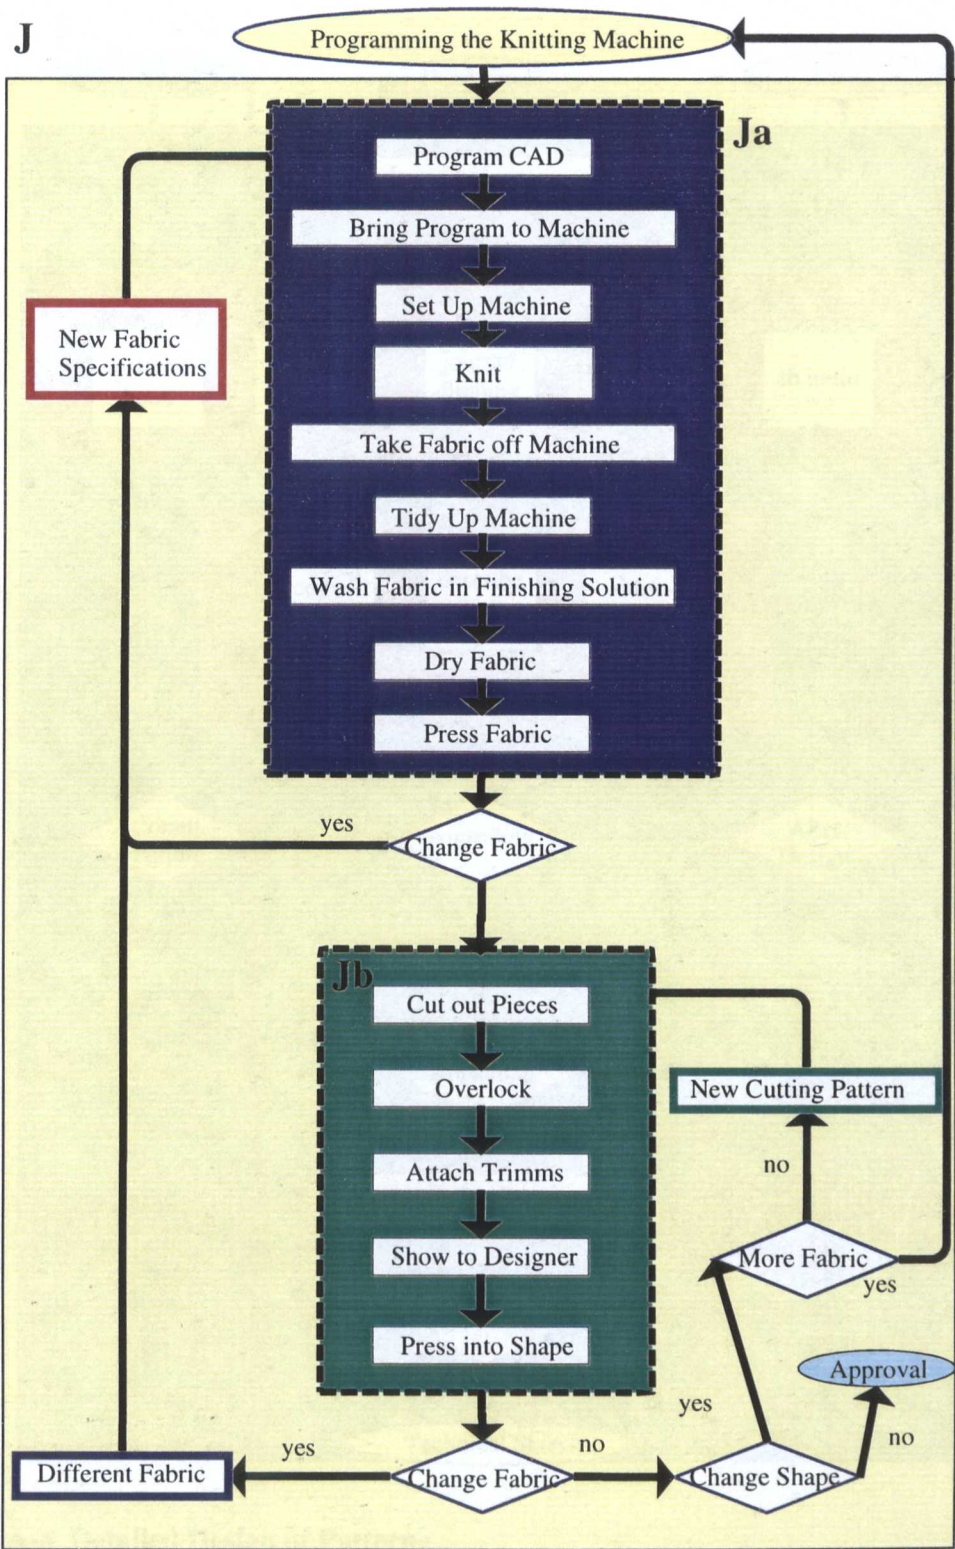 J
Programming the Knitting Machine
Ja
Program CAD
Bring Program to Machine
Set Up Machine
New Fabric
Specifications
Knit
Take Fabric off Machine
Tidy Up Machine
Wash Fabric in Finishing Solution
Dry Fabric
Press Fabric
yes
Change Fabric
Jb
Cut out Pieces
Overlock
New Cutting Pattern
Attach Trimms
no
Show to Designer
More Fabric
yes
Press into Shape
Approval
yes
no
yes
no
Different Fabric
Change Fabric
Change Shape